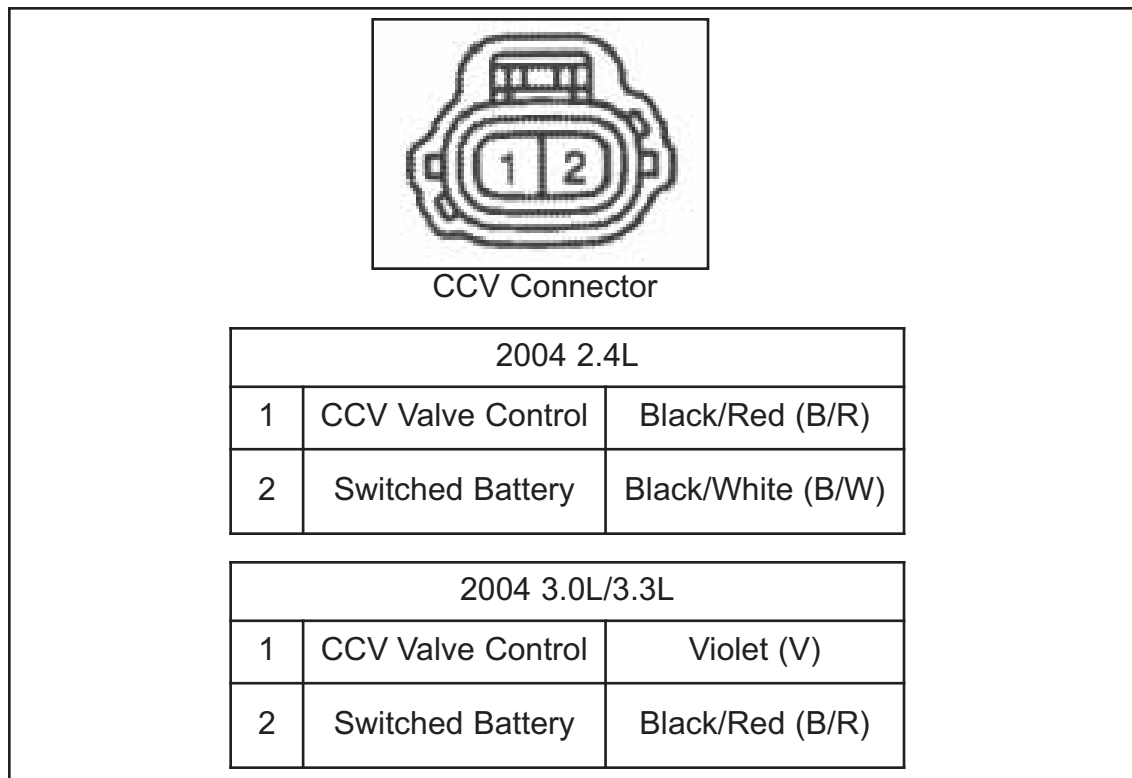 1 2
CCV Connector
2004 2.4L
1 CCV Valve Control Black/Red (B/R)
2 Switched Battery Black/White (B/W)
2004 3.0L/3.3L
1 CCV Valve Control Violet (V)
2 Switched Battery Black/Red (B/R)